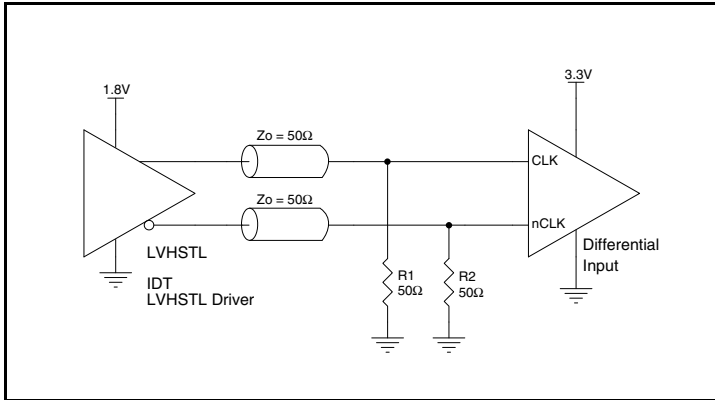 1.8V
3.3V
Zo = 50Ω
CLK
Zo = 50Ω
nCLK
LVHSTL
IDT
LVHSTL Driver
R1
50Ω
R2
50Ω
Differential
Input